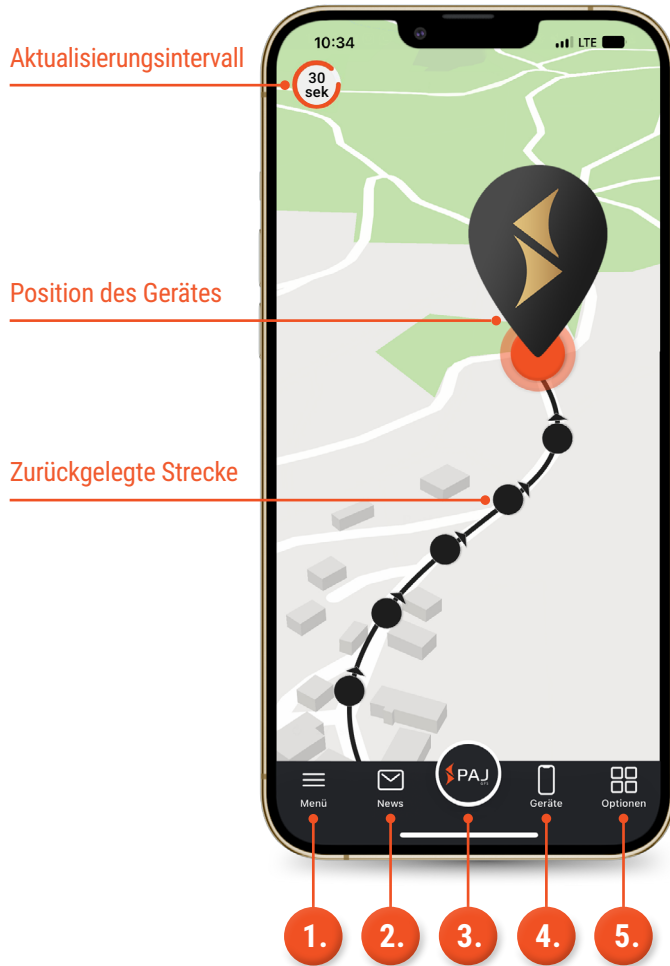 10:34
LTE
Aktualisierungsintervall
30
sek
Position des Gerätes
Zurückgelegte Strecke
PAJ
GPS
Menü
News
Geräte
Optionen
1.
2.
3.
4.
5.